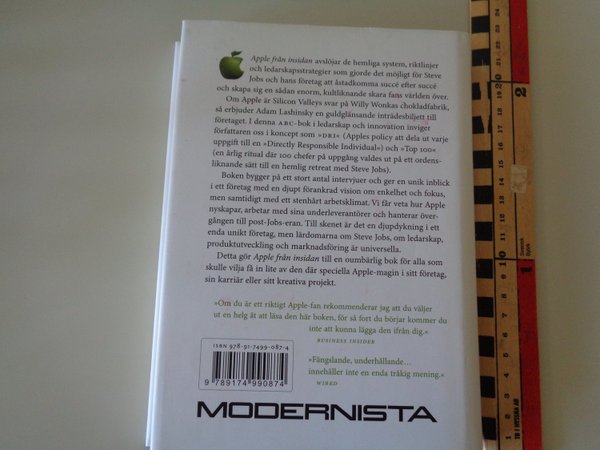 Apple från insidan avslöjar de hemliga system, riktlinjer
och ledarskapsstrategier som gjorde det möjligt för Steve
Jobs och hans företag att åstadkomma succé efter succé
och skapa sig en sådan enorm, kultliknande skara fans världen över.
Om Apple är Silicon Valleys svar på Willy Wonkas chokladfabrik,
så erbjuder Adam Lashinsky en guldglänsande inträdesbiljett till
företaget. I denna ABC-bok i ledarskap och innovation inviger
författaren oss i koncept som »DRI» (Apples policy att dela ut varje
uppgift till en »Directly Responsible Individual») och »Top 100»
(en årlig ritual där 100 chefer på uppgång valdes ut på ett ordens-
liknande sätt till en hemlig retreat med Steve Jobs).
Boken bygger på ett stort antal intervjuer och ger en unik inblick
i ett företag med en djupt förankrad vision om enkelhet och fokus,
men samtidigt med ett stenhårt arbetsklimat. Vi får veta hur Apple
nyskapar, arbetar med sina underleverantörer och hanterar över-
gången till post-Jobs-eran. Till skenet är det en djupdykning i ett
enda unikt företag, men lärdomarna om Steve Jobs, om ledarskap,
produktutveckling och marknadsföring är universella.
Detta gör Apple från insidan till en oumbärlig bok för alla som
skulle vilja få in lite av den där speciella Apple-magin i sitt företag,
sin karriär eller sitt kreativa projekt.
»Om du är ett riktigt Apple-fan rekommenderar jag att du väljer
ut en helg åt att läsa den här boken, för så fort du börjar kommer du
inte att kunna lägga den ifrån dig.»
BUSINESS INSIDER
»Fängslande, underhållande...
innehåller inte en enda tråkig mening.»
WIRED
ISBN 978-91-7499-087-4
9 789174 990874
MODERNISTA